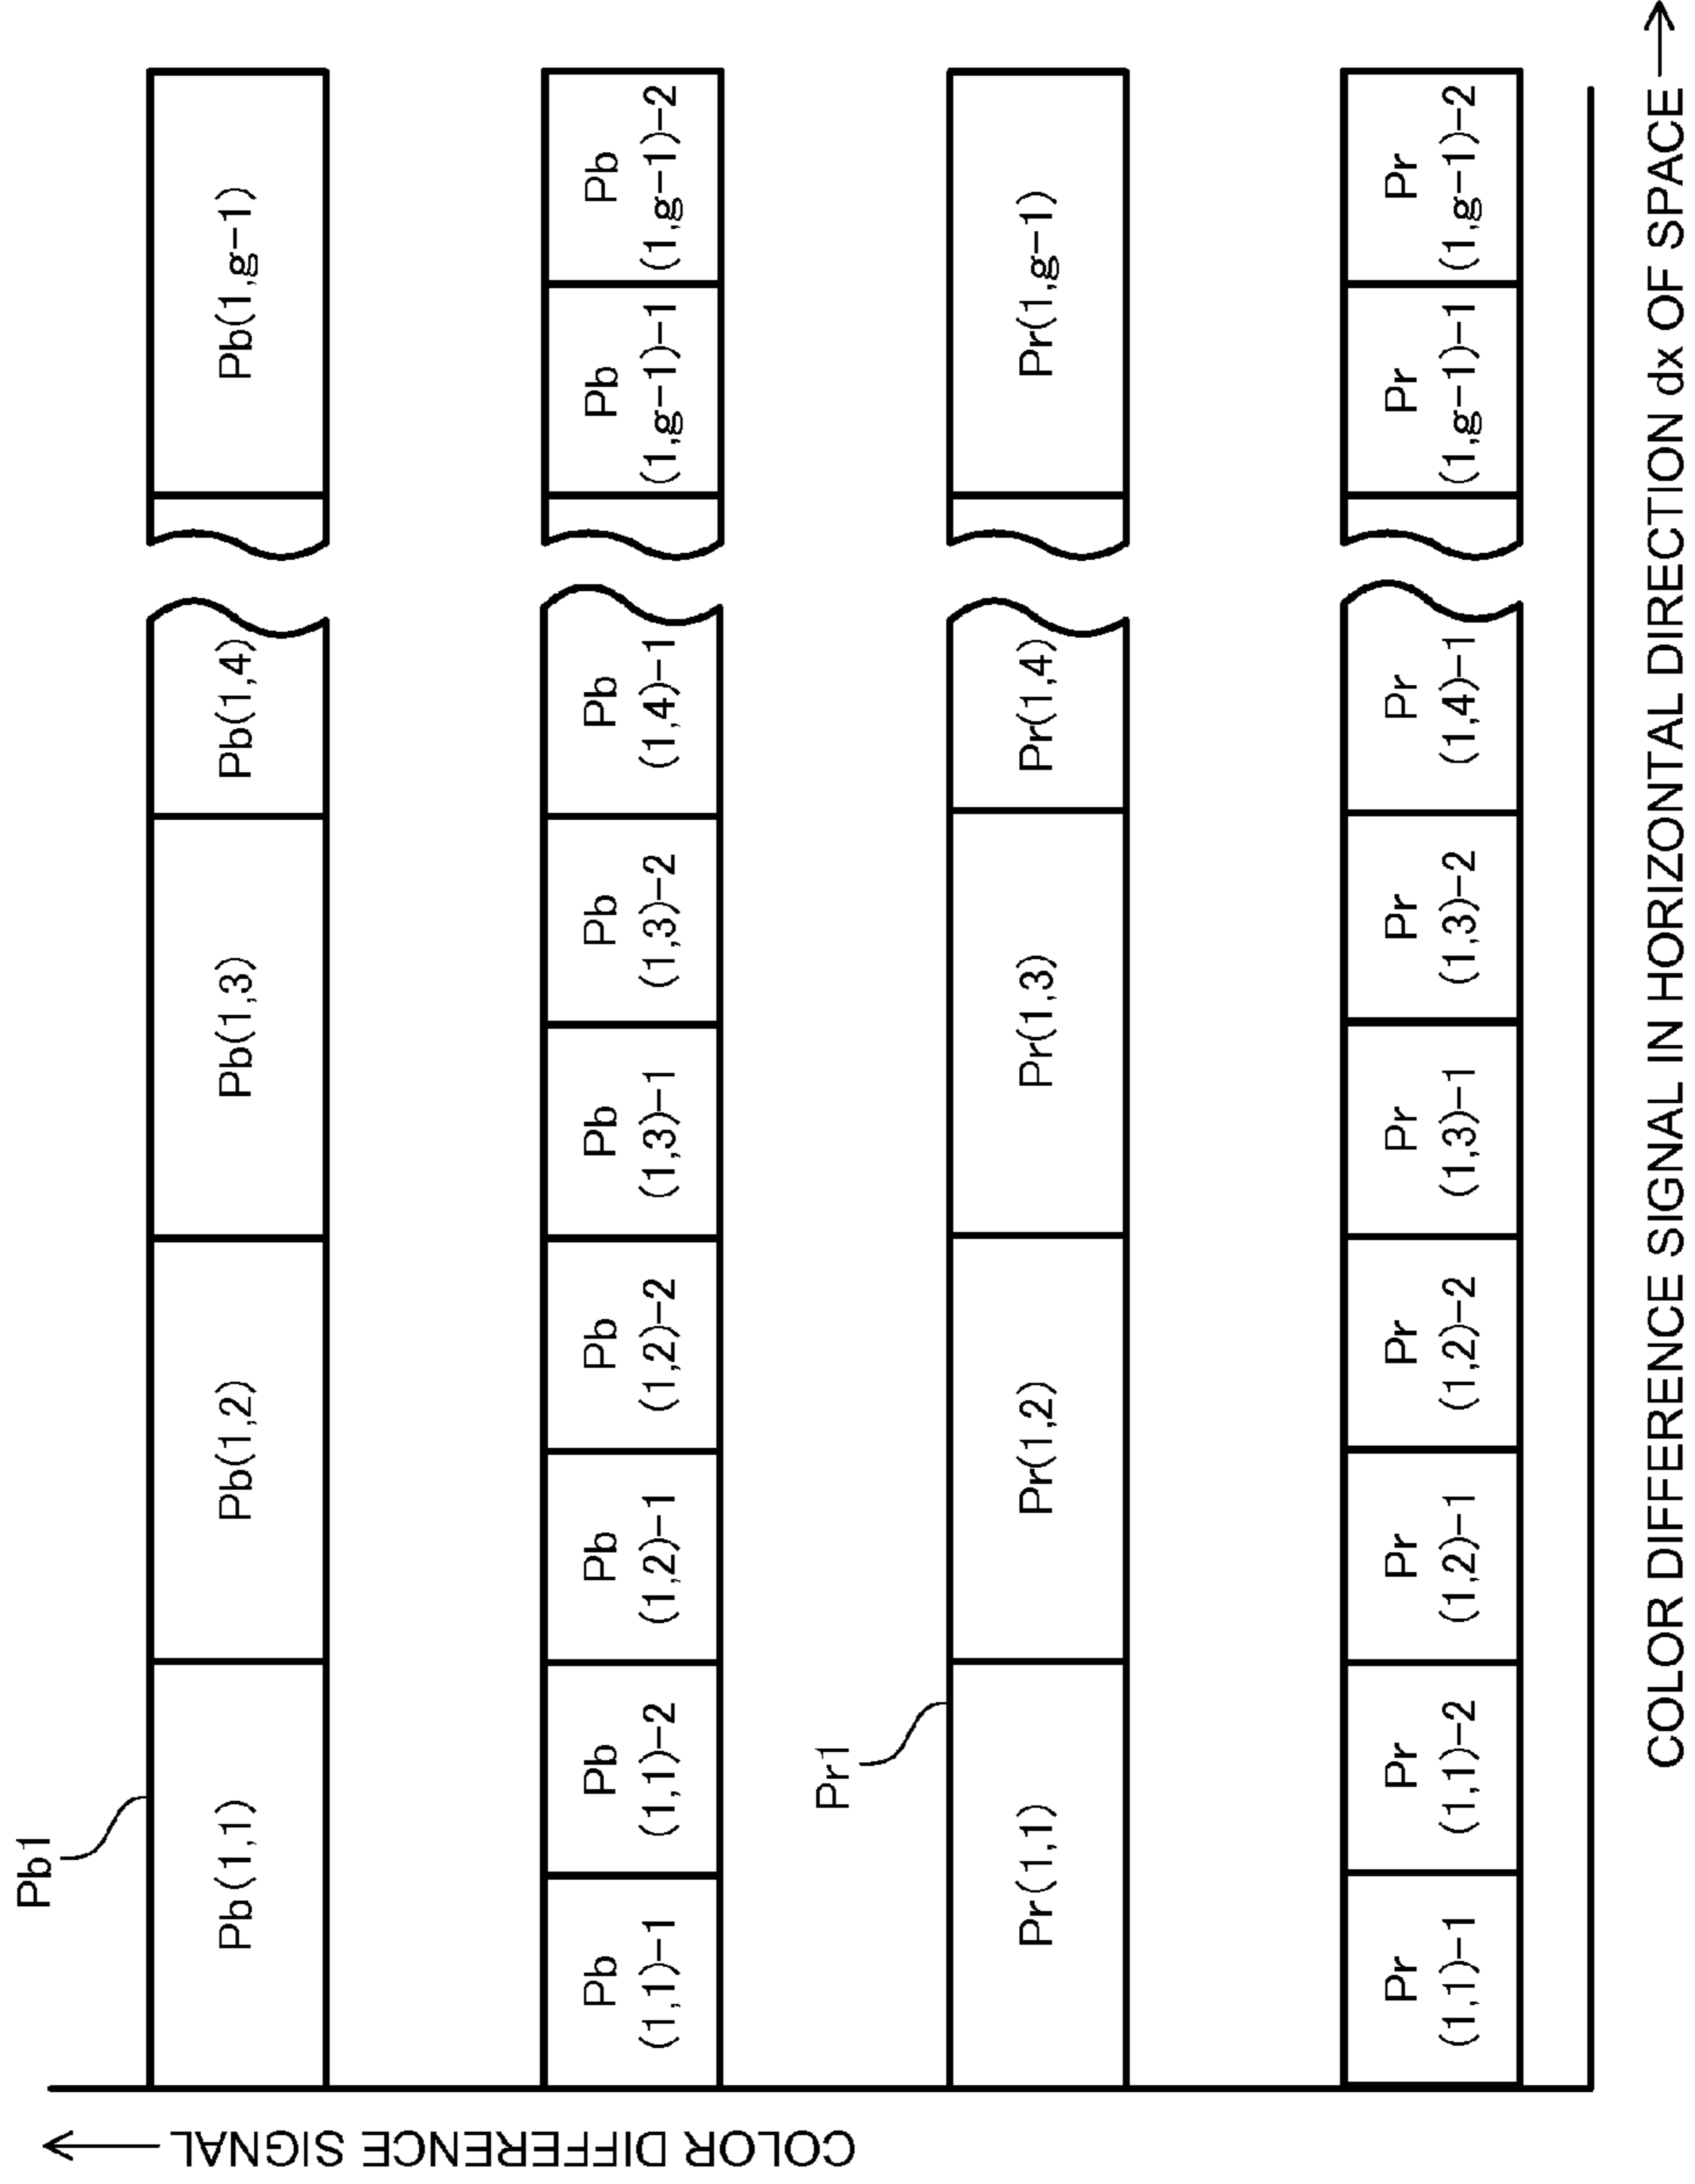 COLOR DIFFERENCE SIGNAL
Pb1
Pb(1,1)
Pb(1,2)
Pb(1,3)
Pb(1,4)
Pb(1,g-1)
Pb
(1,1)-1
Pb
(1,1)-2
Pb
(1,2)-1
Pb
(1,2)-2
Pb
(1,3)-1
Pb
(1,3)-2
Pb
(1,4)-1
Pb
(1,g-1)-1
Pb
(1,g-1)-2
Pr1
Pr(1,1)
Pr(1,2)
Pr(1,3)
Pr(1,4)
Pr(1,g-1)
Pr
(1,1)-1
Pr
(1,1)-2
Pr
(1,2)-1
Pr
(1,2)-2
Pr
(1,3)-1
Pr
(1,3)-2
Pr
(1,4)-1
Pr
(1,g-1)-1
Pr
(1,g-1)-2
COLOR DIFFERENCE SIGNAL IN HORIZONTAL DIRECTION dx OF SPACE